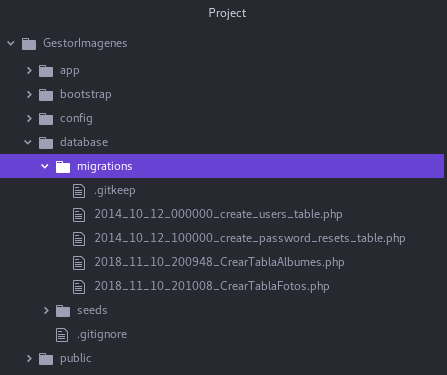 Project
GestorImagenes
app
bootstrap
config
database
migrations
.gitkeep
2014_10_12_000000_create_users_table.php
2014_10_12_100000_create_password_resets_table.php
2018_11_10_200948_CrearTablaAlbumes.php
2018_11_10_201008_CrearTablaFotos.php
seeds
.gitignore
public